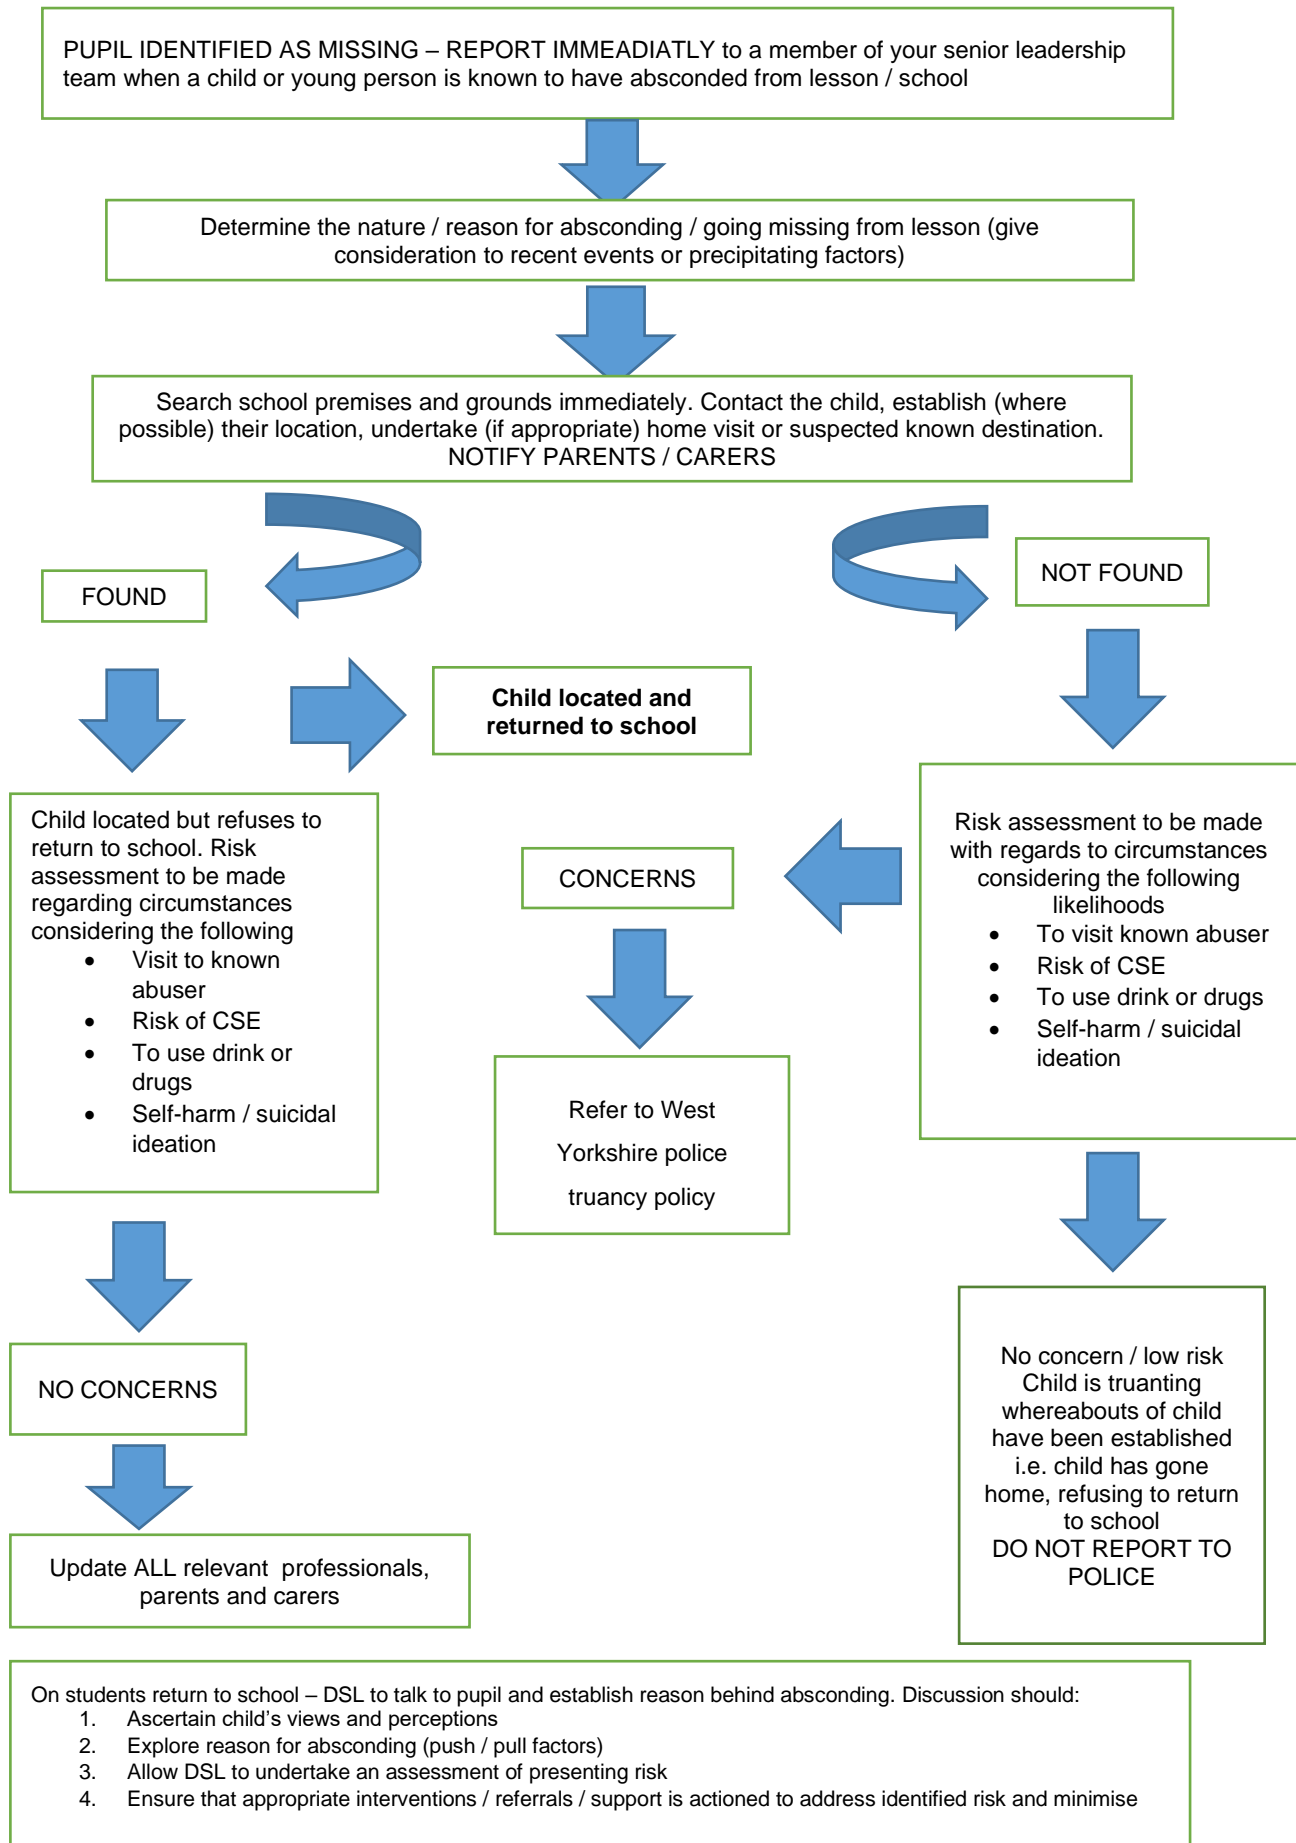 PUPIL IDENTIFIED AS MISSING – REPORT IMMEADIATLY to a member of your senior leadership
team when a child or young person is known to have absconded from lesson / school
Determine the nature / reason for absconding / going missing from lesson (give
consideration to recent events or precipitating factors)
Search school premises and grounds immediately. Contact the child, establish (where
possible) their location, undertake (if appropriate) home visit or suspected known destination.
NOTIFY PARENTS / CARERS
FOUND
NOT FOUND
Child located and
returned to school
Child located but refuses to
return to school. Risk
assessment to be made
regarding circumstances
considering the following
• Visit to known
abuser
• Risk of CSE
• To use drink or
drugs
• Self-harm / suicidal
ideation
CONCERNS
Risk assessment to be made
with regards to circumstances
considering the following
likelihoods
• To visit known abuser
• Risk of CSE
• To use drink or drugs
• Self-harm / suicidal
ideation
Refer to West
Yorkshire police
truancy policy
NO CONCERNS
No concern / low risk
Child is truanting
whereabouts of child
have been established
i.e. child has gone
home, refusing to return
to school
DO NOT REPORT TO
POLICE
Update ALL relevant  professionals,
parents and carers
On students return to school – DSL to talk to pupil and establish reason behind absconding. Discussion should:
1. Ascertain child’s views and perceptions
2. Explore reason for absconding (push / pull factors)
3. Allow DSL to undertake an assessment of presenting risk
4. Ensure that appropriate interventions / referrals / support is actioned to address identified risk and minimise